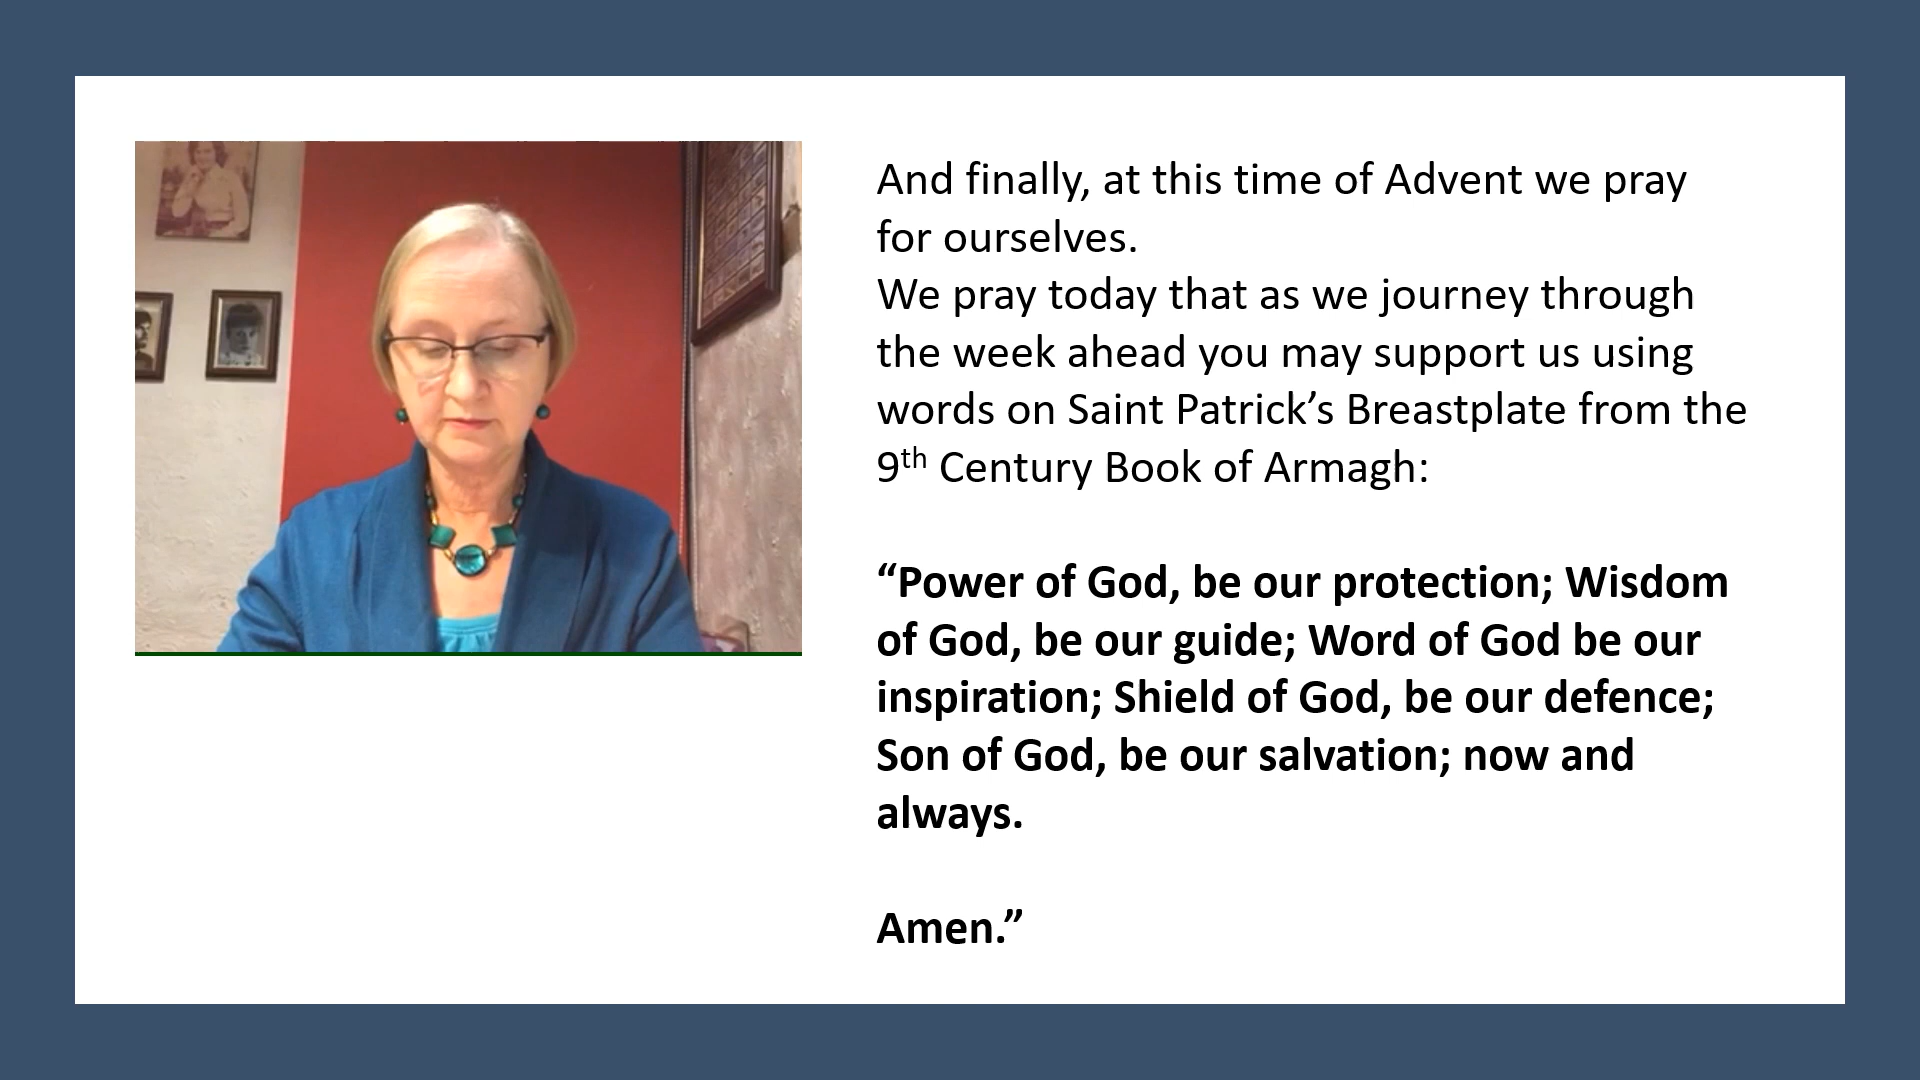 And finally, at this time of Advent we pray
for ourselves.
We pray today that as we journey through
the week ahead you may support us using
words on Saint Patrick’s Breastplate from the
9th Century Book of Armagh:
“Power of God, be our protection; Wisdom
of God, be our guide; Word of God be our
inspiration; Shield of God, be our defence;
Son of God, be our salvation; now and
always.
Amen.”